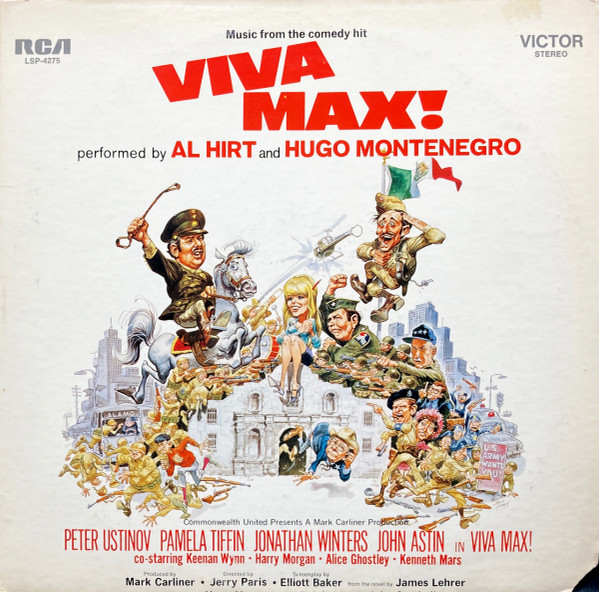 Music from the comedy hit
RCA
LSP-4275
VICTOR
STEREO
VIVA
MAX!
performed by AL HIRT and HUGO MONTENEGRO
ALAMO
U.S.
ARMY
WANTS
YOU!
Commonwealth United Presents A Mark Carliner Production
PETER USTINOV PAMELA TIFFIN JONATHAN WINTERS JOHN ASTIN IN VIVA MAX!
co-starring Keenan Wynn • Harry Morgan • Alice Ghostley • Kenneth Mars
Produced by Directed by Screenplay by
Mark Carliner • Jerry Paris • Elliott Baker from the novel by James Lehrer